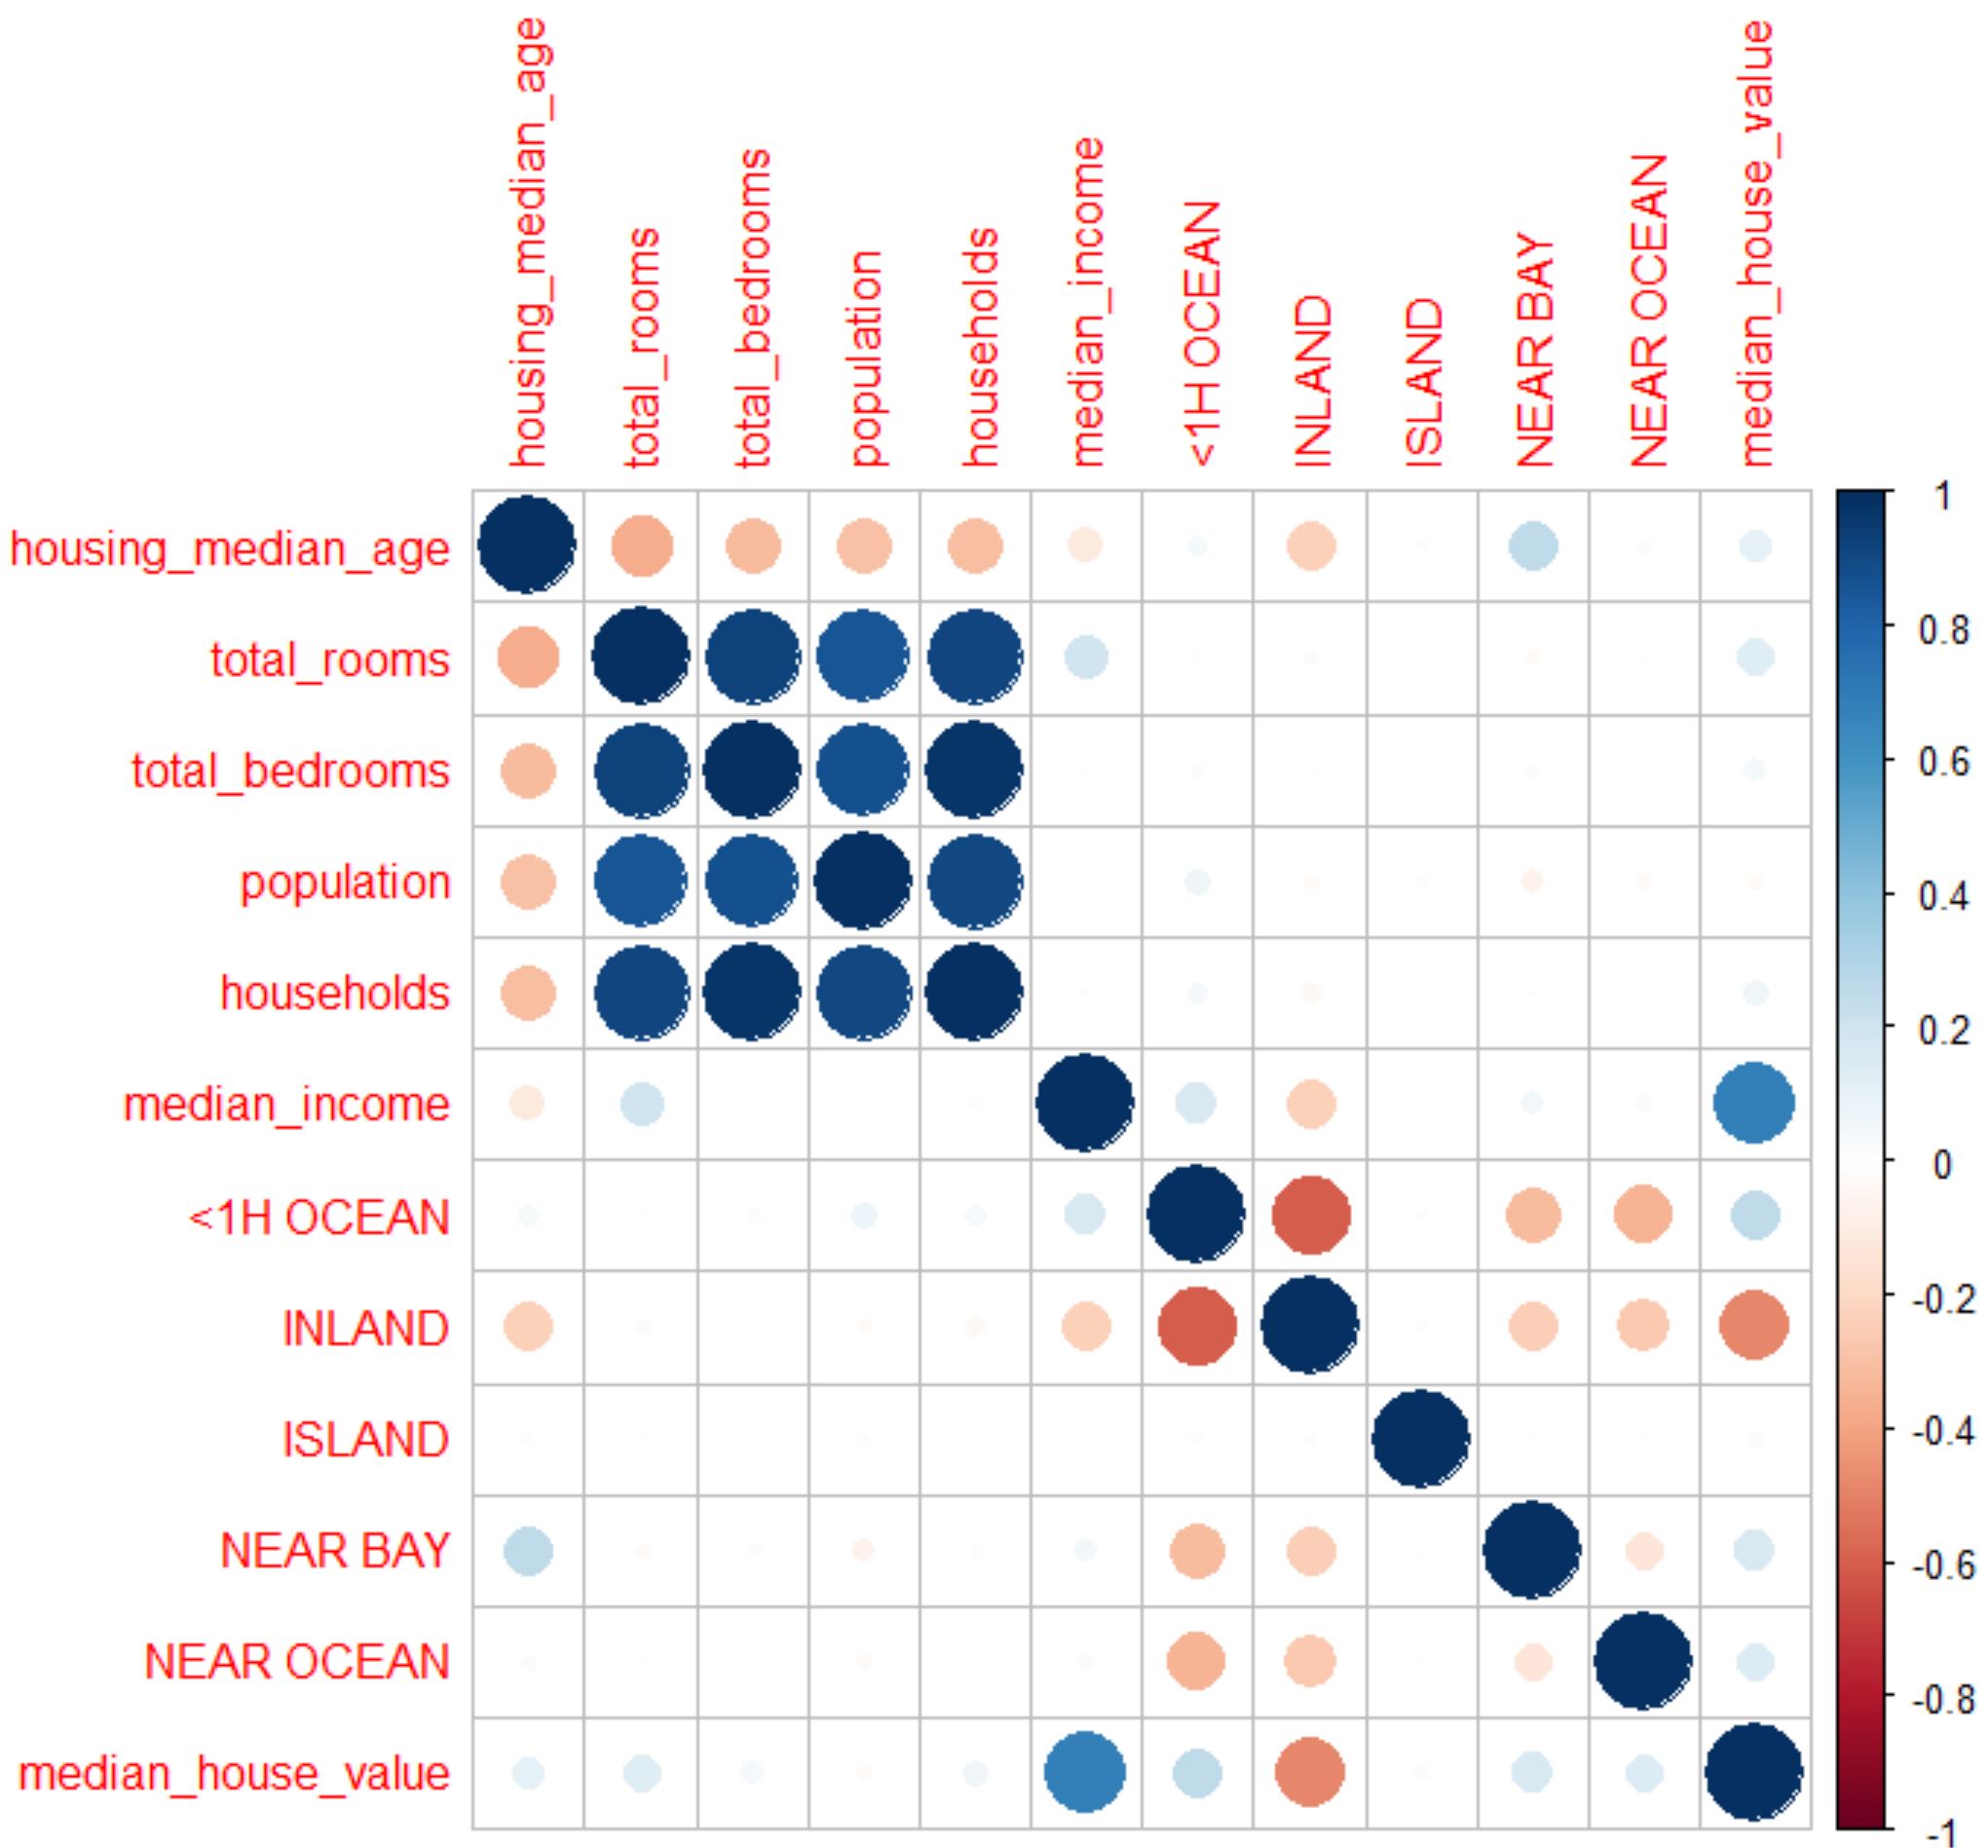 housing_median_age
total_rooms
total_bedrooms
population
households
median_income
<1H OCEAN
INLAND
ISLAND
NEAR BAY
NEAR OCEAN
median_house_value
housing_median_age
total_rooms
total_bedrooms
population
households
median_income
<1H OCEAN
INLAND
ISLAND
NEAR BAY
NEAR OCEAN
median_house_value
1
0.8
0.6
0.4
0.2
0
-0.2
-0.4
-0.6
-0.8
-1